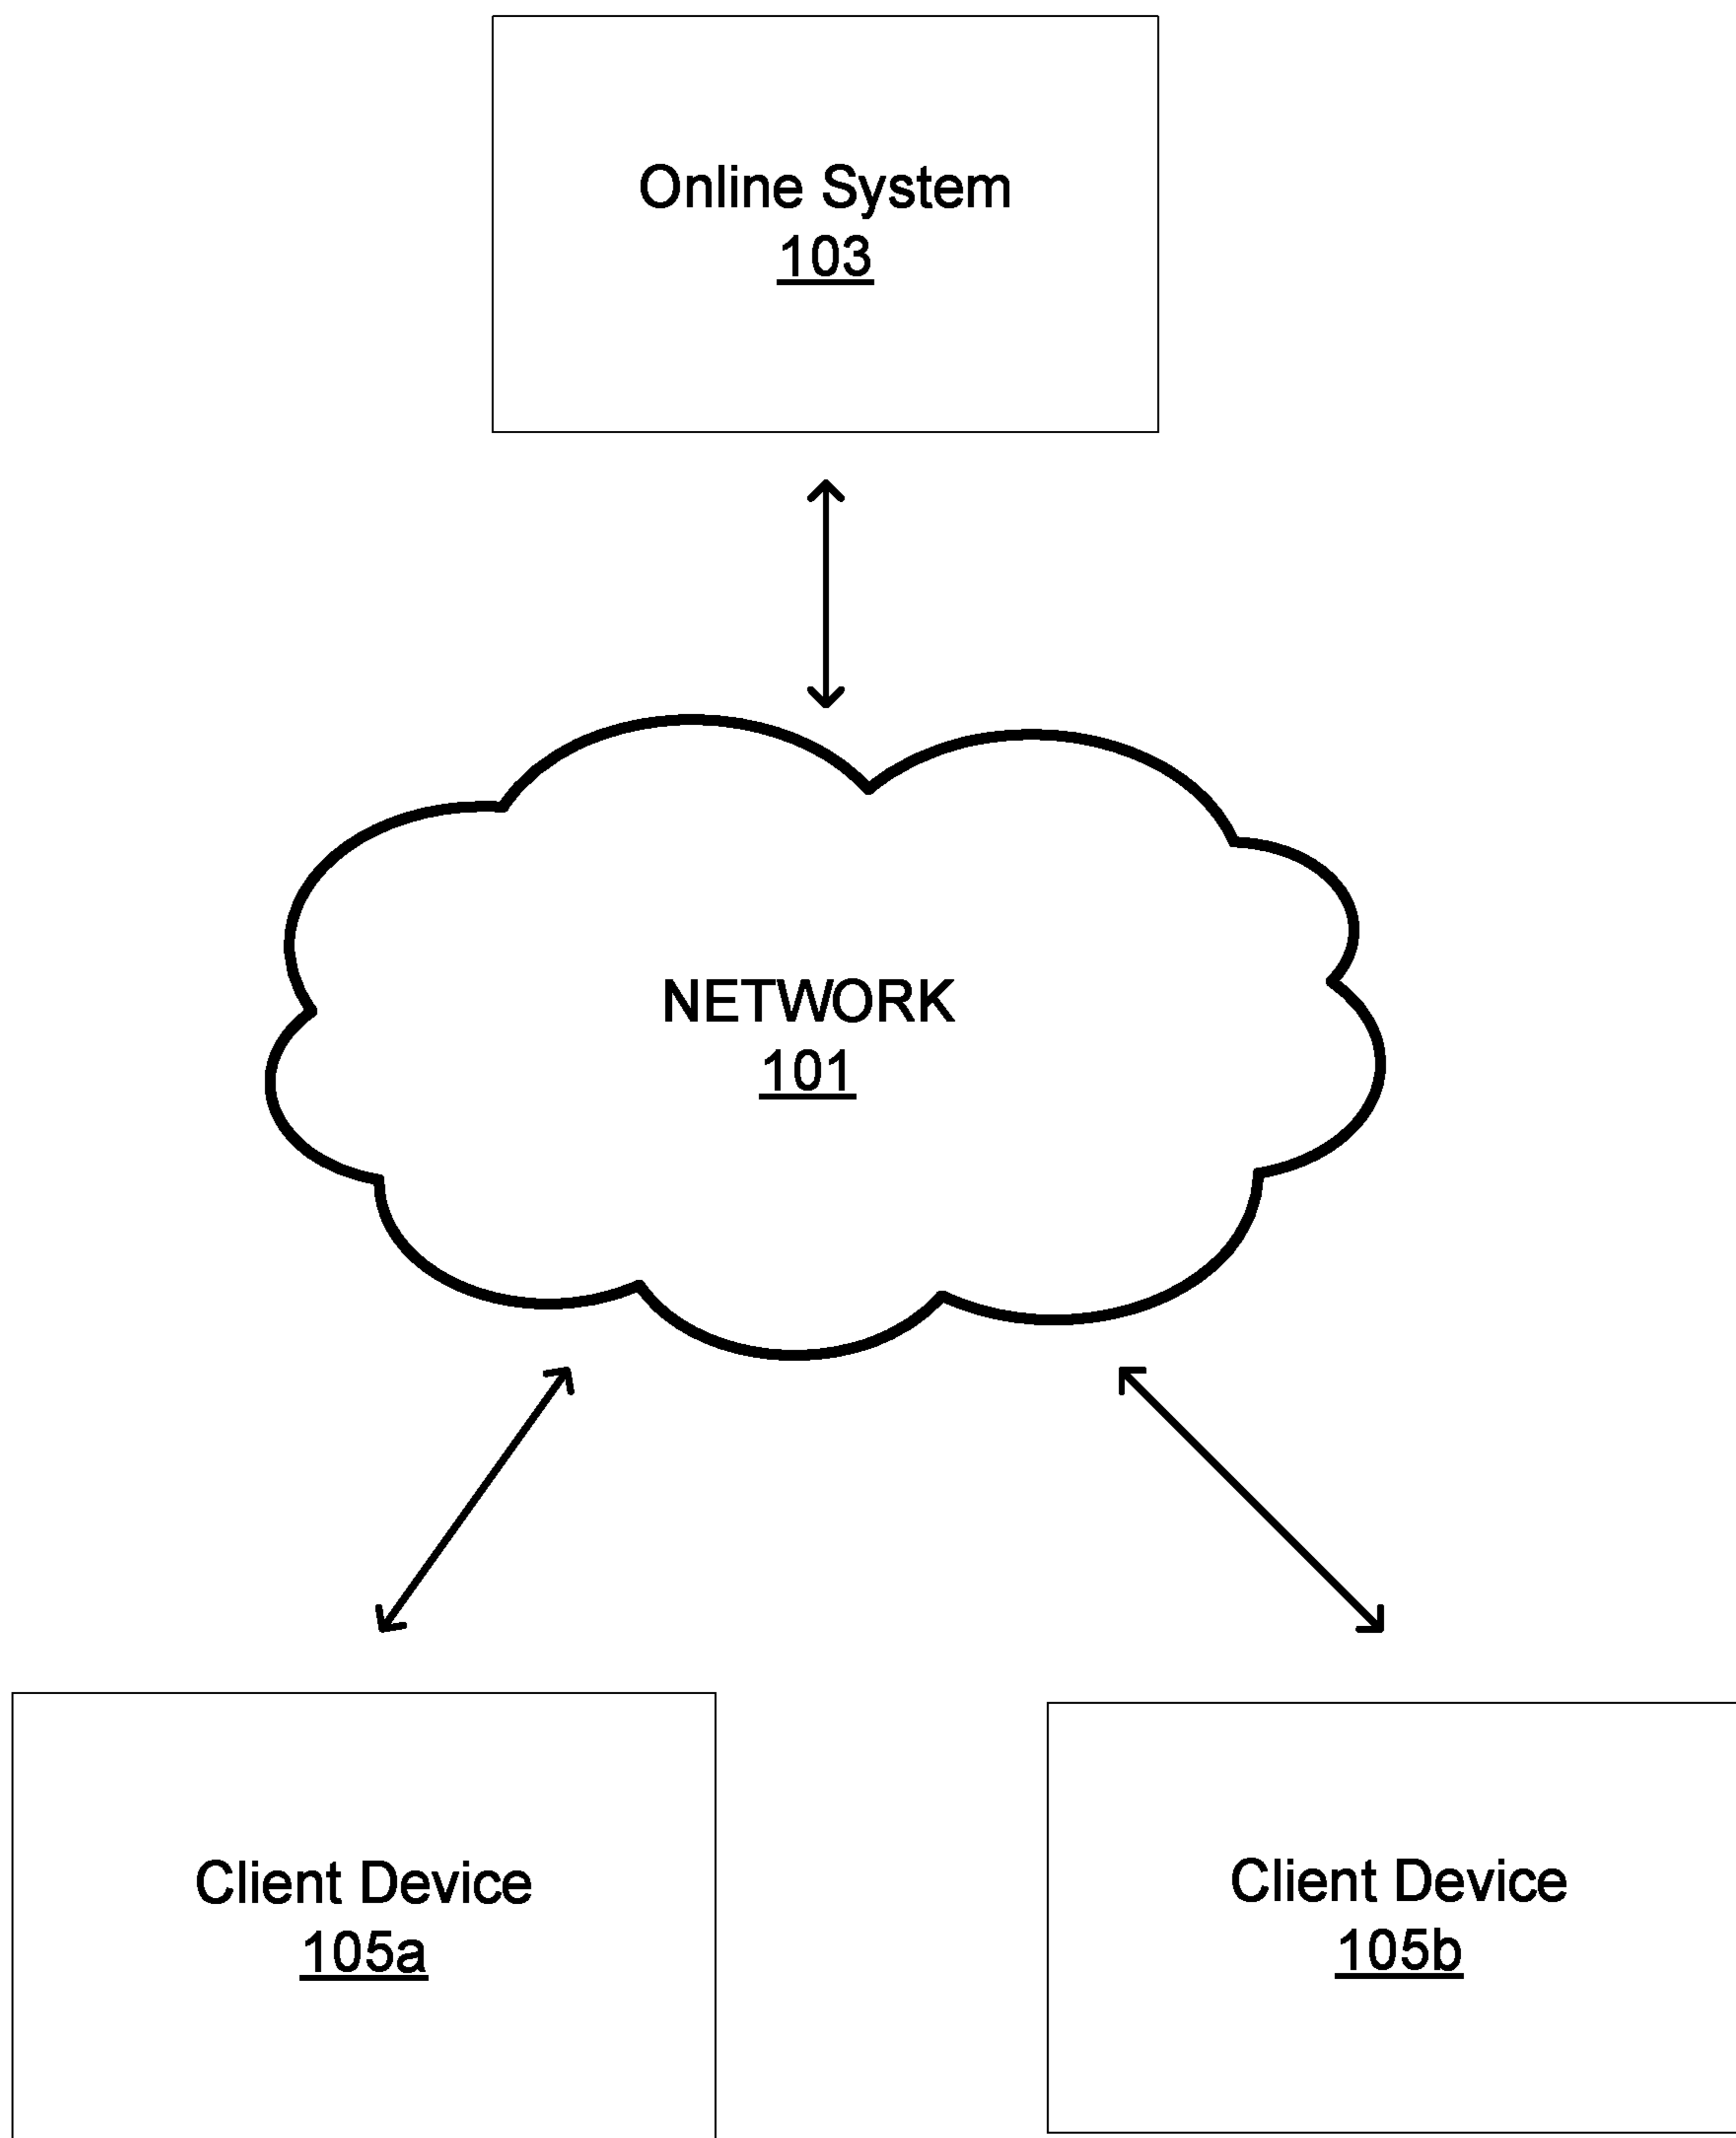 Online System
103
NETWORK
101
Client Device
105a
Client Device
105b